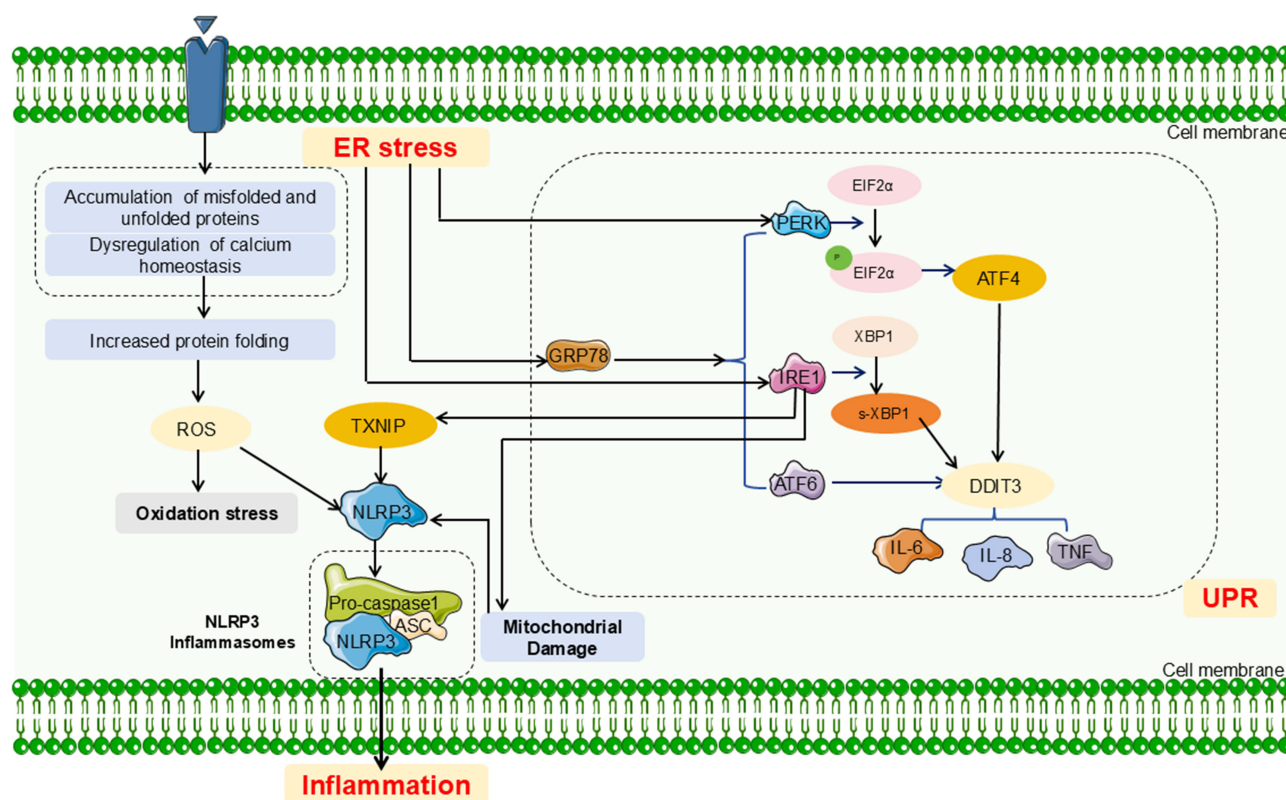 Cell membrane
ER stress
Accumulation of misfolded and
unfolded proteins
Dysregulation of calcium
homeostasis
Increased protein folding
ROS
Oxidation stress
TXNIP
NLRP3
Pro-caspase1
ASC
NLRP3
NLRP3
Inflammasomes
Mitochondrial
Damage
GRP78
PERK
EIF2α
P
EIF2α
ATF4
XBP1
IRE1
s-XBP1
ATF6
DDIT3
IL-6
IL-8
TNF
UPR
Cell membrane
Inflammation